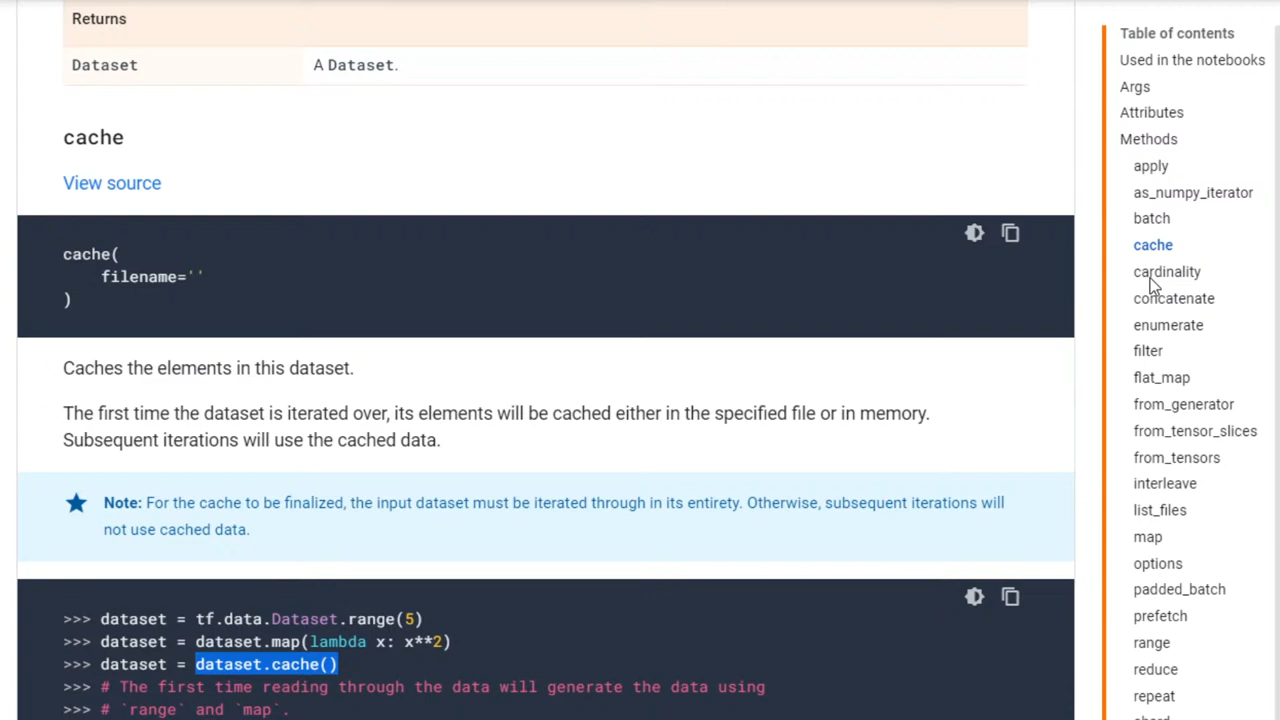 Returns
Dataset A Dataset.
cache
View source
cache(
filename=''
)
Caches the elements in this dataset.
The first time the dataset is iterated over, its elements will be cached either in the specified file or in memory.
Subsequent iterations will use the cached data.
Note: For the cache to be finalized, the input dataset must be iterated through in its entirety. Otherwise, subsequent iterations will
not use cached data.
>>> dataset = tf.data.Dataset.range(5)
>>> dataset = dataset.map(lambda x: x**2)
>>> dataset = dataset.cache()
>>> # The first time reading through the data will generate the data using
>>> # `range` and `map`.
Table of contents
Used in the notebooks
Args
Attributes
Methods
apply
as_numpy_iterator
batch
cache
cardinality
concatenate
enumerate
filter
flat_map
from_generator
from_tensor_slices
from_tensors
interleave
list_files
map
options
padded_batch
prefetch
range
reduce
repeat